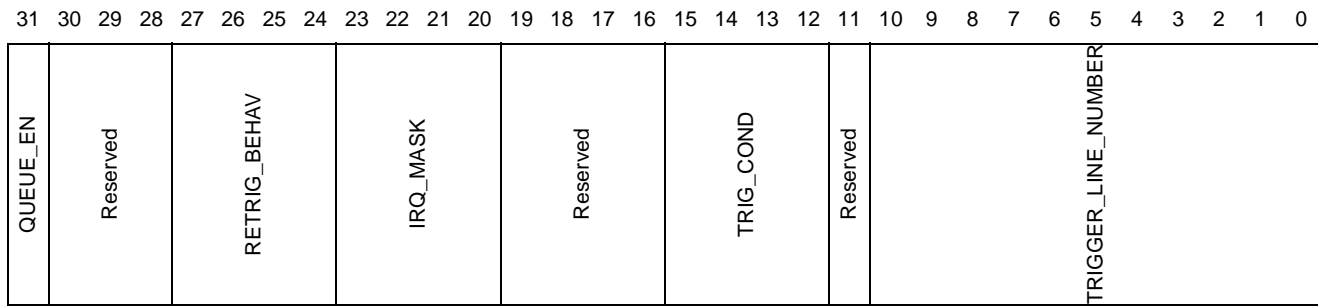 31 30 29 28 27 26 25 24 23 22 21 20 19 18 17 16 15 14 13 12 11 10 9 8 7 6 5 4 3 2 1 0
QUEUE_EN
Reserved
RETRIG_BEHAV
IRQ_MASK
Reserved
TRIG_COND
Reserved
TRIGGER_LINE_NUMBER